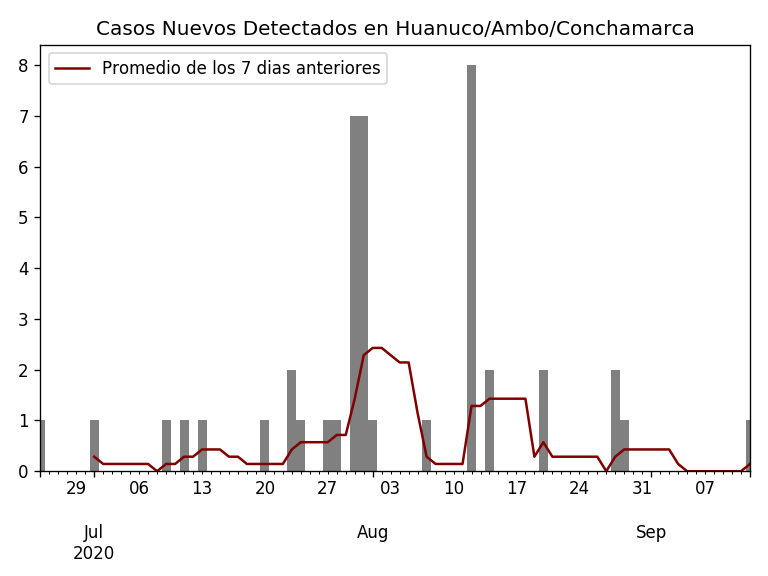 Casos Nuevos Detectados en Huanuco/Ambo/Conchamarca
Promedio de los 7 dias anteriores
8
7
6
5
4
3
2
1
0
29 06 13 20 27 03 10 17 24 31 07
Jul Aug Sep
2020